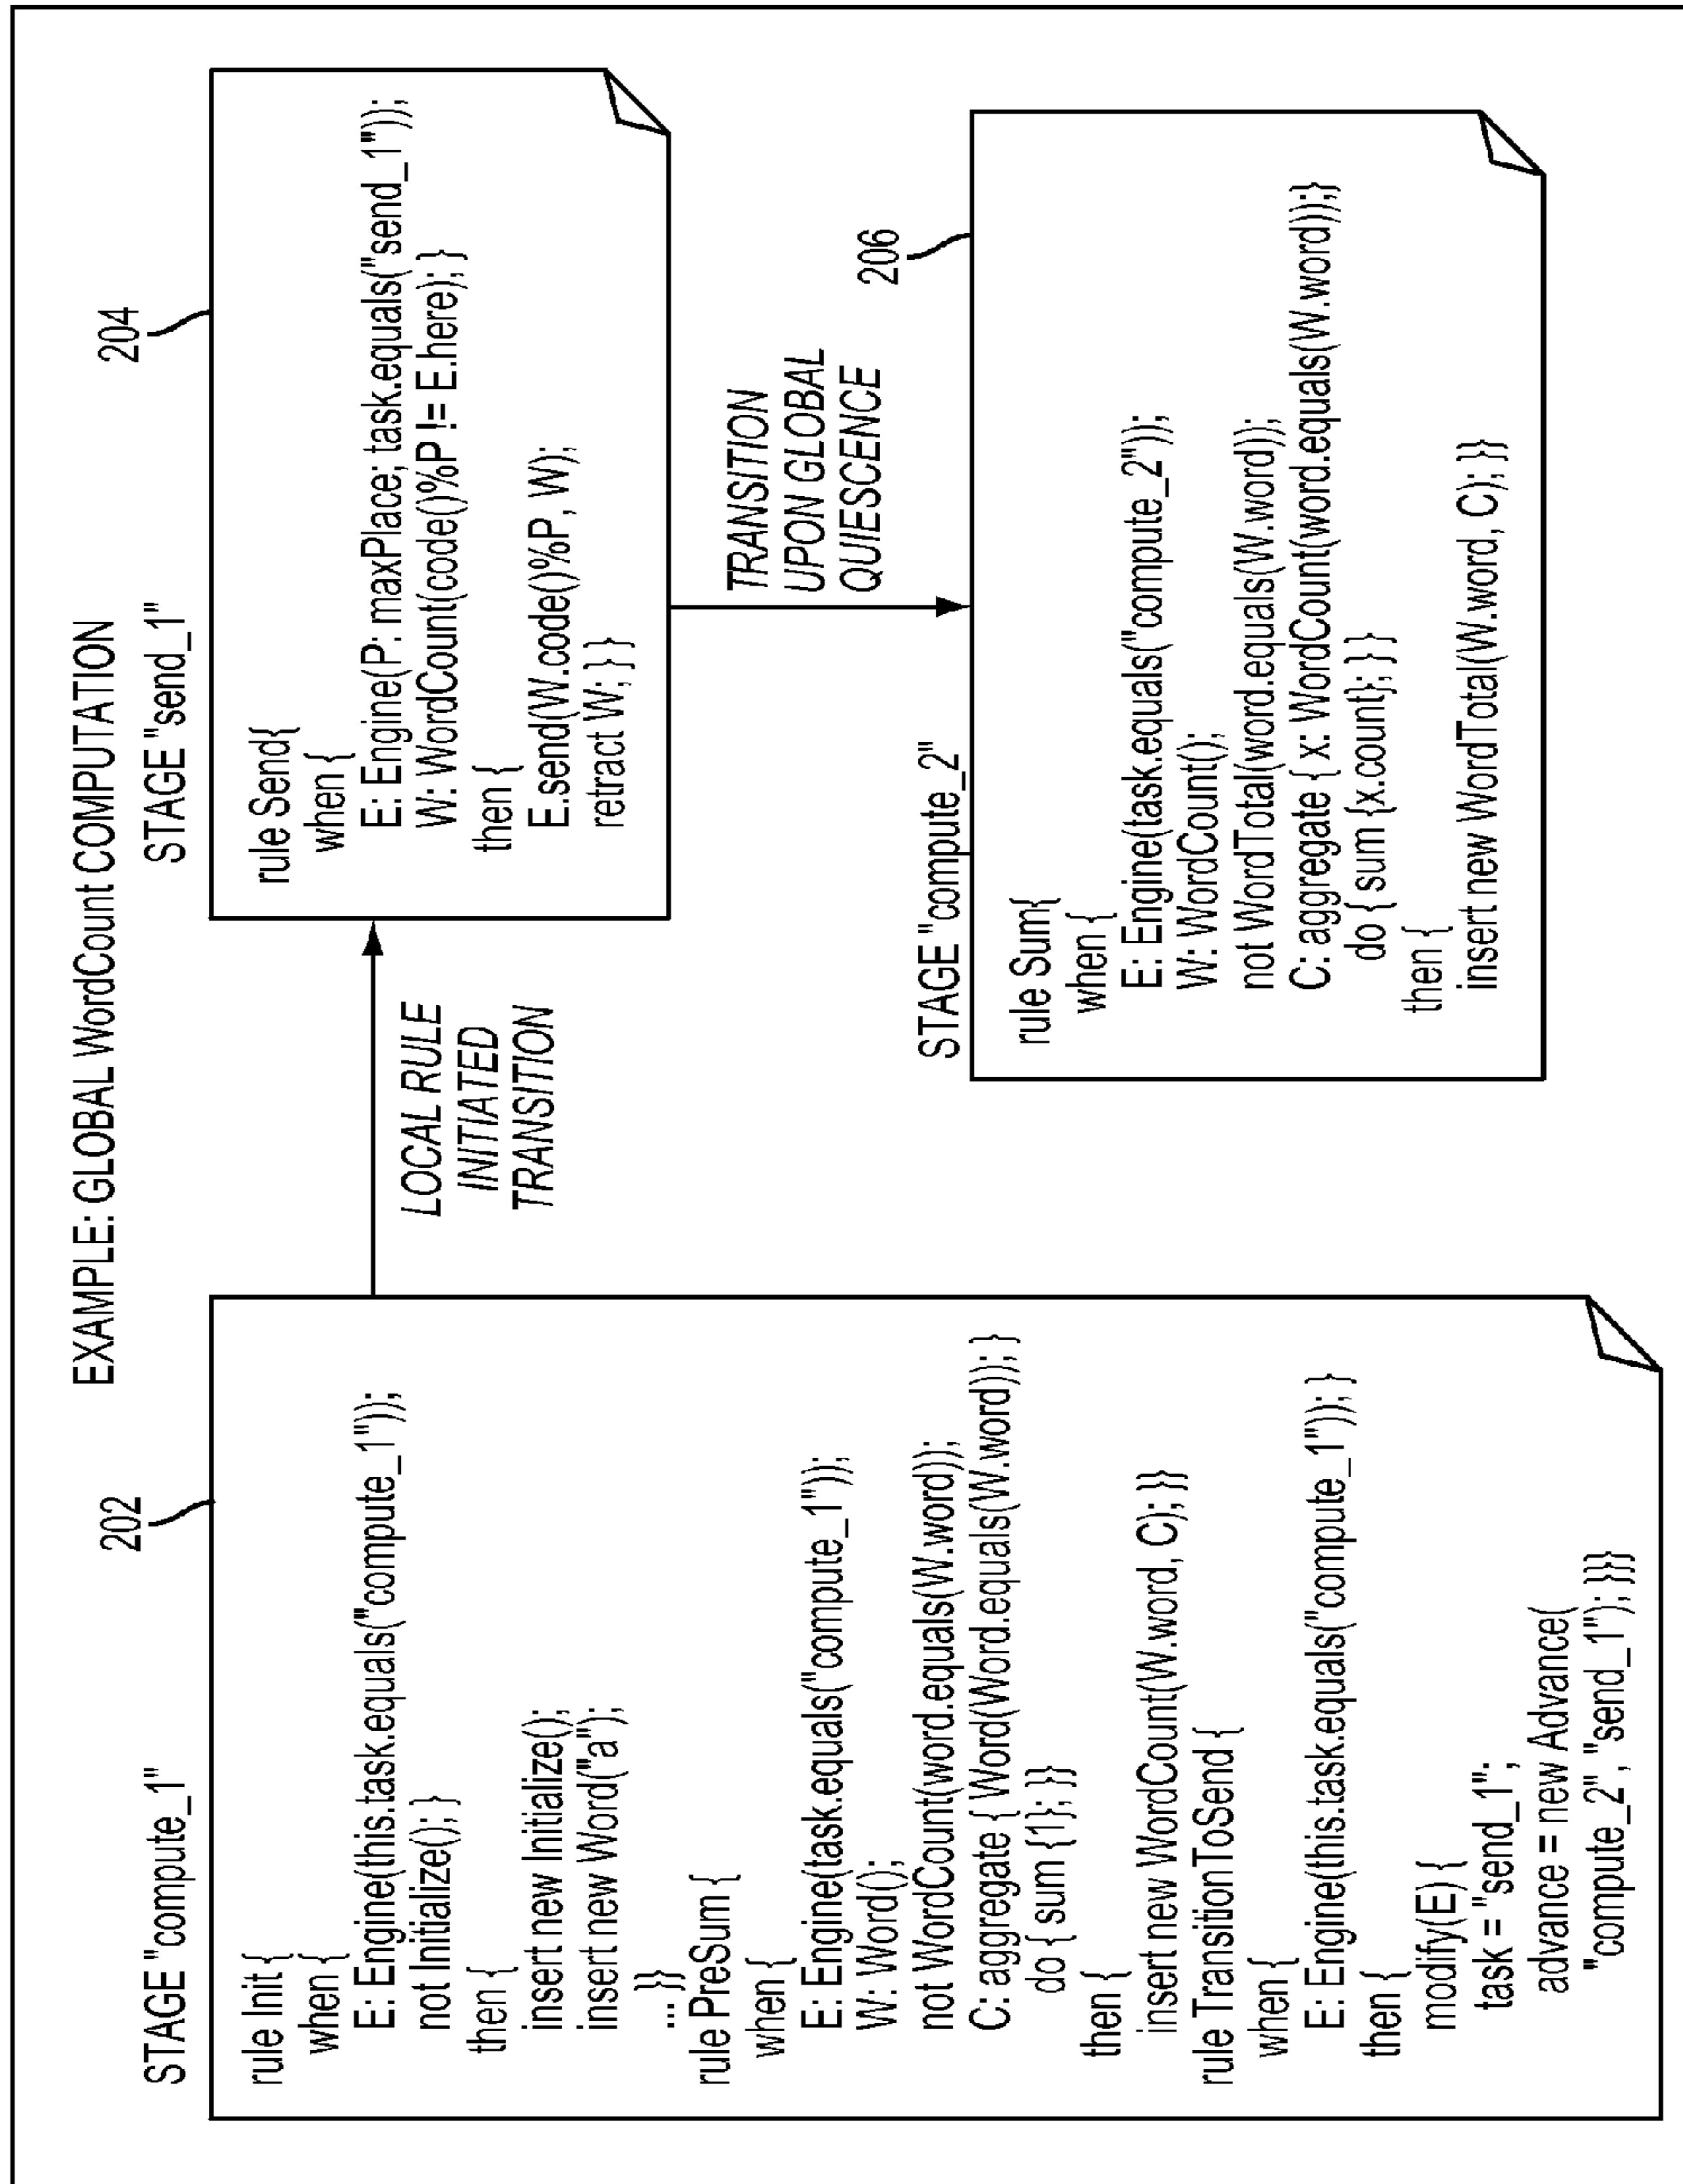 EXAMPLE: GLOBAL WordCount COMPUTATION
STAGE "compute_1"
202
rule Init {
when {
E: Engine(this.task.equals("compute_1"));
not Initialize(); }
then {
insert new Initialize();
insert new Word("a");
... }}
rule PreSum {
when {
E: Engine(task.equals("compute_1"));
W: Word();
not WordCount(word.equals(W.word));
C: aggregate { Word(Word.equals(W.word)); }
do { sum {1}; }}
then {
insert new WordCount(W.word, C); }}
rule TransitionToSend {
when {
E: Engine(this.task.equals("compute_1")); }
then {
modify(E) {
task = "send_1";
advance = new Advance(
"compute_2", "send_1"); }}}
LOCAL RULE
INITIATED
TRANSITION
STAGE "send_1"
204
rule Send{
when {
E: Engine(P: maxPlace; task.equals("send_1"));
W: WordCount(code()%P != E.here); }
then {
E.send(W.code()%P, W);
retract W; } }
TRANSITION
UPON GLOBAL
QUIESCENCE
STAGE "compute_2"
206
rule Sum{
when {
E: Engine(task.equals("compute_2"));
W: WordCount();
not WordTotal(word.equals(W.word));
C: aggregate { x: WordCount(word.equals(W.word));}
do { sum {x.count}; } }
then {
insert new WordTotal(W.word, C); }}